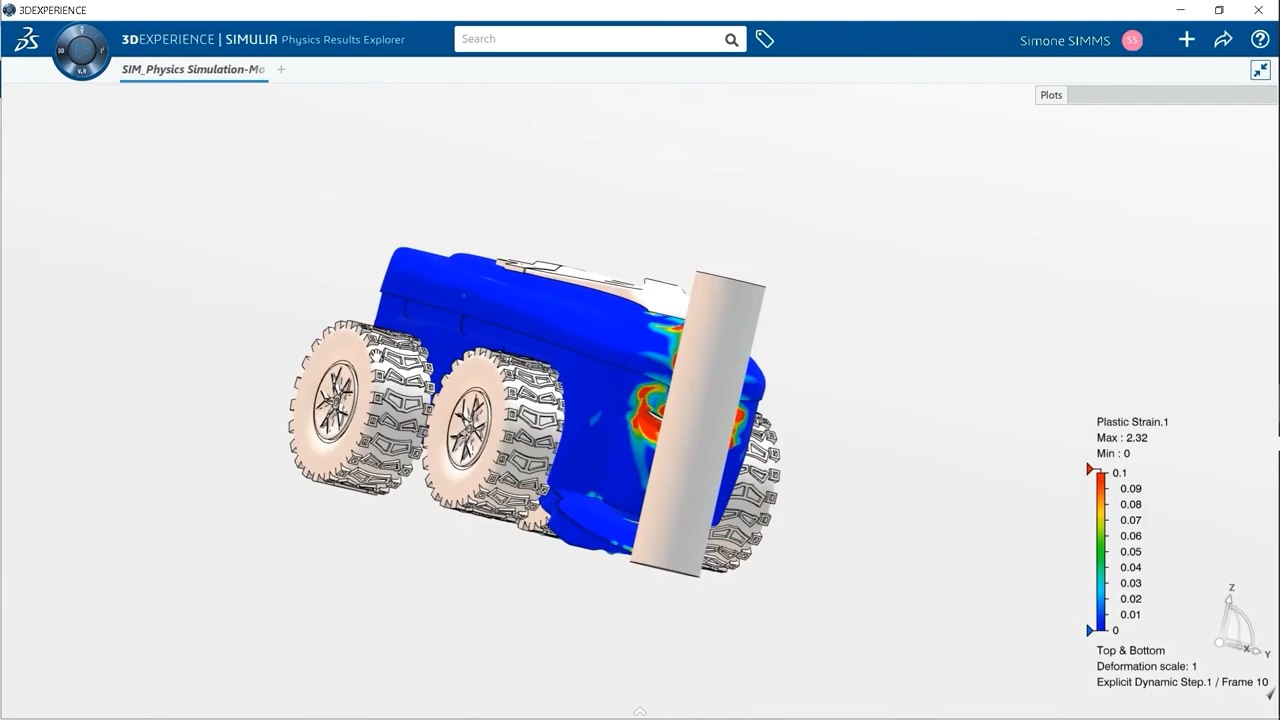 3DEXPERIENCE
3DEXPERIENCE | SIMULIA Physics Results Explorer
Search
Simone SIMMS
SS
SIM_Physics Simulation-Mo
Plots
Plastic Strain.1
Max : 2.32
Min : 0
0.1
0.09
0.08
0.07
0.06
0.05
0.04
0.03
0.02
0.01
0
Top & Bottom
Deformation scale: 1
Explicit Dynamic Step.1 / Frame 10
Z
X
Y